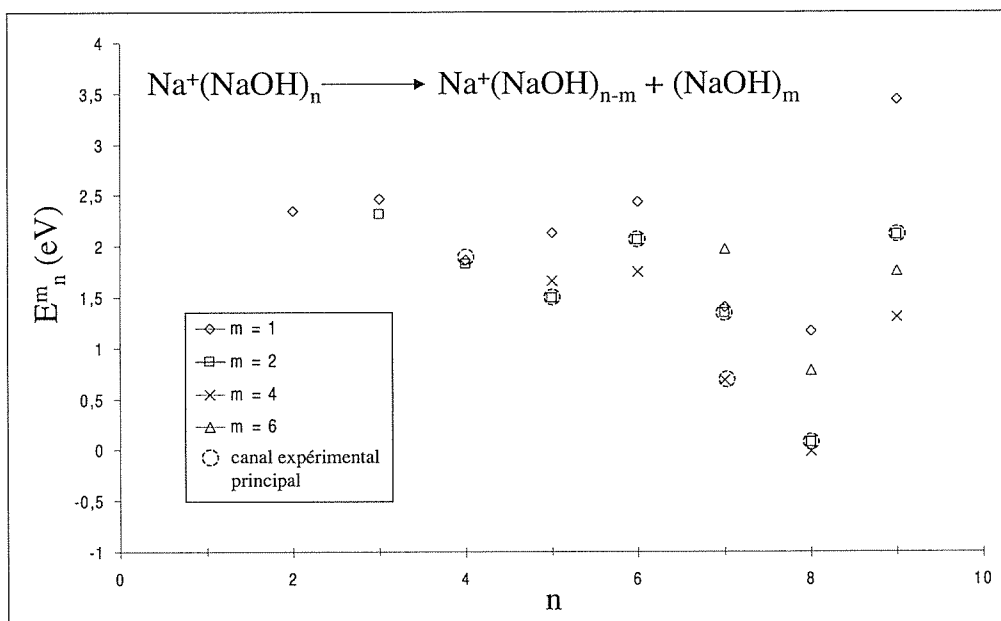 4
3,5
3
2,5
2
1,5
1
0,5
0
-0,5
-1
Na⁺(NaOH)ₙ ⟶ Na⁺(NaOH)ₙ₋ₘ + (NaOH)ₘ
Eᵐₙ (eV)
m = 1
m = 2
m = 4
m = 6
canal expérimental
principal
0 2 4 6 8 10
n